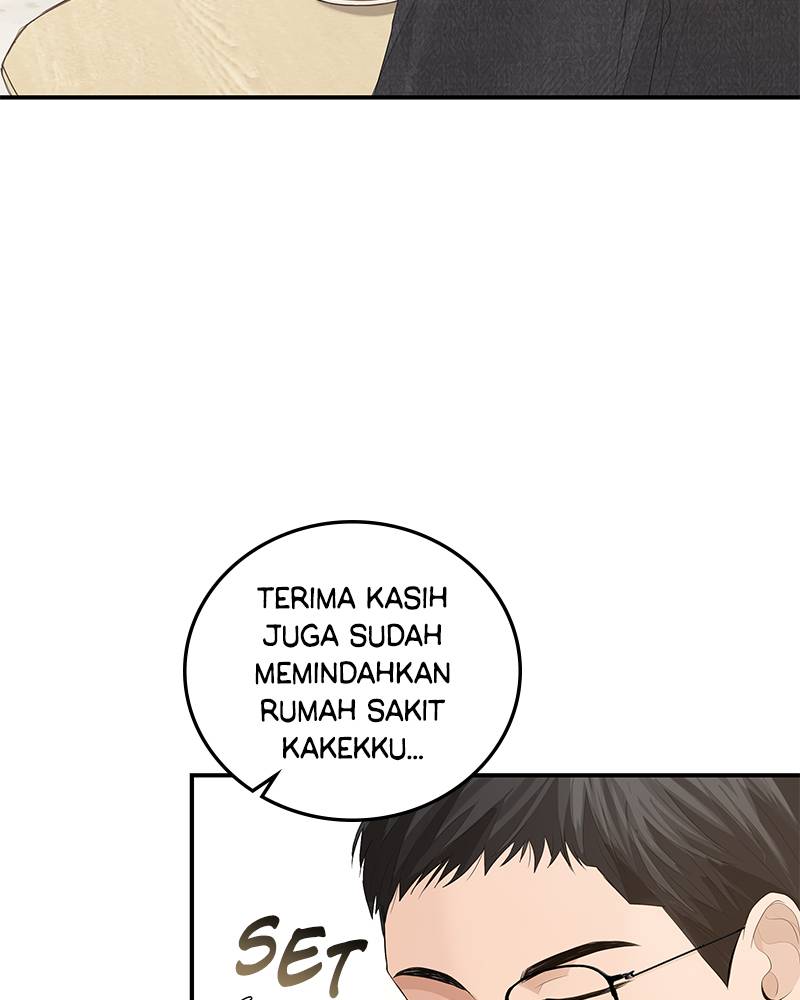 TERIMA KASIH
JUGA SUDAH
MEMINDAHKAN
RUMAH SAKIT
KAKEKKU...
SET